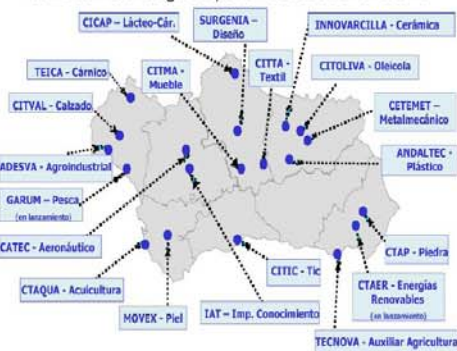 CICAP – Lácteo-Cár.
SURGENIA –
Diseño
INNOVARCILLA - Cerámica
TEICA - Cárnico
CITMA -
Mueble
CITTA -
Textil
CITOLIVA - Oleicola
CITVAL - Calzado
CETEMET –
Metalmecánico
ADESVA - Agroindustrial
ANDALTEC -
Plástico
GARUM – Pesca
(en lanzamiento)
CATEC - Aeronáutico
CTAP - Piedra
CITIC - Tic
CTAQUA - Acuicultura
CTAER - Energías
Renovables
(en lanzamiento)
MOVEX - Piel
IAT – Imp. Conocimiento
TECNOVA - Auxiliar Agricultura